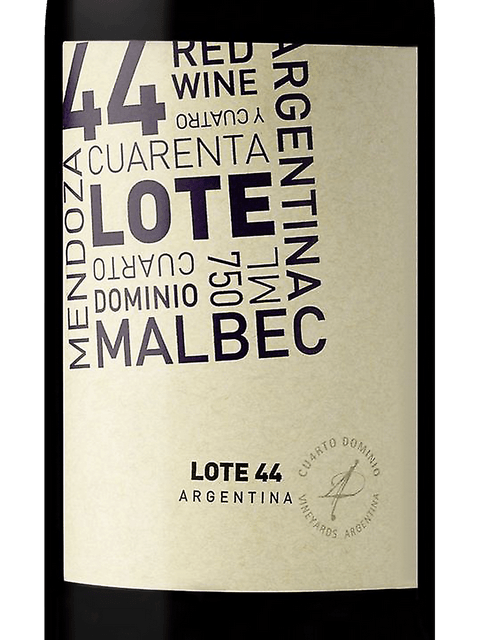 44
RED
WINE
Y CUATRO
CUARENTA
LOTE
CUARTO
DOMINIO
MALBEC
MENDOZA
ARGENTINA
750
ML
LOTE 44
ARGENTINA
CU4RTO DOMINIO
VINEYARDS ARGENTINA